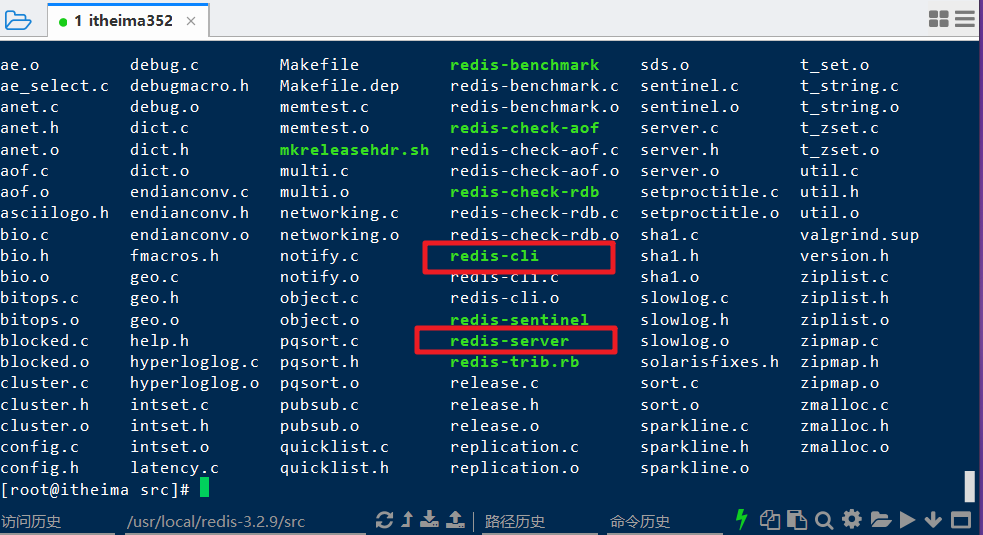 1 itheima352 ×
ae.o debug.c Makefile redis-benchmark sds.o t_set.o
ae_select.c debugmacro.h Makefile.dep redis-benchmark.c sentinel.c t_string.c
anet.c debug.o memtest.c redis-benchmark.o sentinel.o t_string.o
anet.h dict.c memtest.o redis-check-aof server.c t_zset.c
anet.o dict.h mkreleasehdr.sh redis-check-aof.c server.h t_zset.o
aof.c dict.o multi.c redis-check-aof.o server.o util.c
aof.o endianconv.c multi.o redis-check-rdb setproctitle.c util.h
asciilogo.h endianconv.h networking.c redis-check-rdb.c setproctitle.o util.o
bio.c endianconv.o networking.o redis-check-rdb.o sha1.c valgrind.sup
bio.h fmacros.h notify.c redis-cli sha1.h version.h
bio.o geo.c notify.o redis-cli.c sha1.o ziplist.c
bitops.c geo.h object.c redis-cli.o slowlog.c ziplist.h
bitops.o geo.o object.o redis-sentinel slowlog.h ziplist.o
blocked.c help.h pqsort.c redis-server slowlog.o zipmap.c
blocked.o hyperloglog.c pqsort.h redis-trib.rb solarisfixes.h zipmap.h
cluster.c hyperloglog.o pqsort.o release.c sort.c zipmap.o
cluster.h intset.c pubsub.c release.h sort.o zmalloc.c
cluster.o intset.h pubsub.o release.o sparkline.c zmalloc.h
config.c intset.o quicklist.c replication.c sparkline.h zmalloc.o
config.h latency.c quicklist.h replication.o sparkline.o
[root@itheima src]#
访问历史 /usr/local/redis-3.2.9/src 路径历史 命令历史